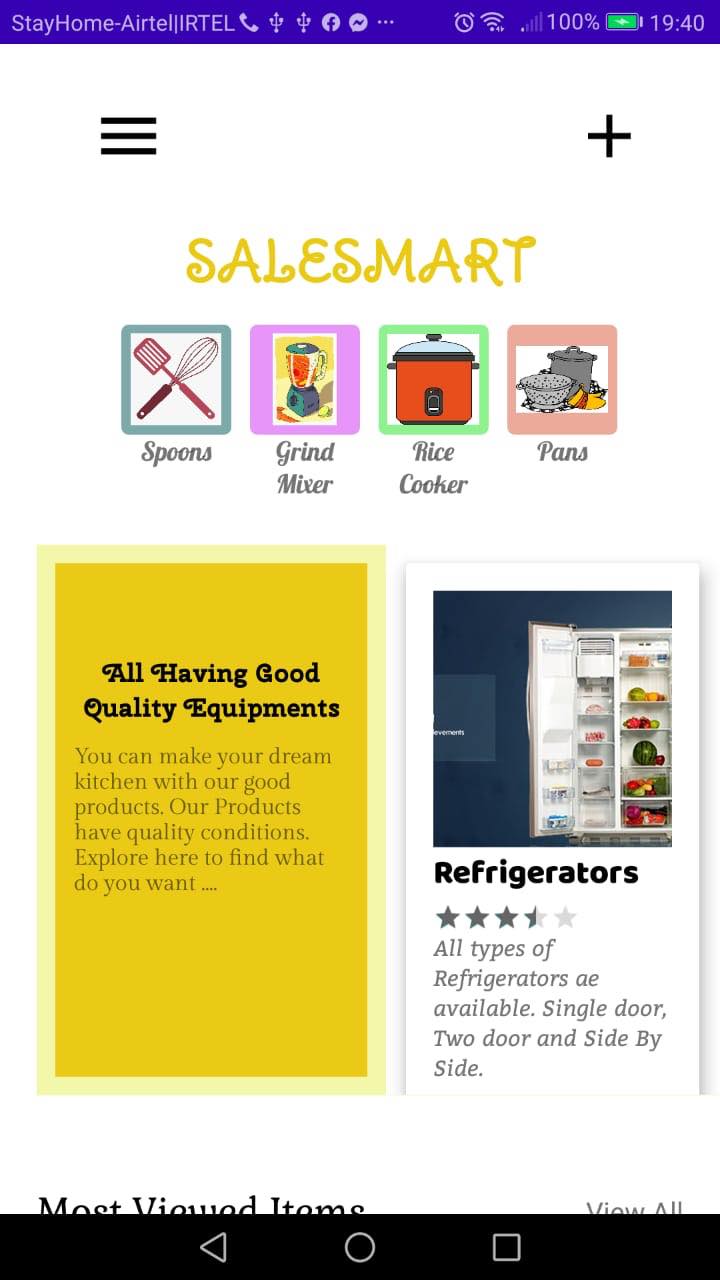 StayHome-Airtel|IRTEL ... 100% 19:40
SALESMART
Spoons
Grind
Mixer
Rice
Cooker
Pans
All Having Good
Quality Equipments
You can make your dream
kitchen with our good
products. Our Products
have quality conditions.
Explore here to find what
do you want ....
evements
Refrigerators
All types of
Refrigerators ae
available. Single door,
Two door and Side By
Side.
Most Viewed Items
View All